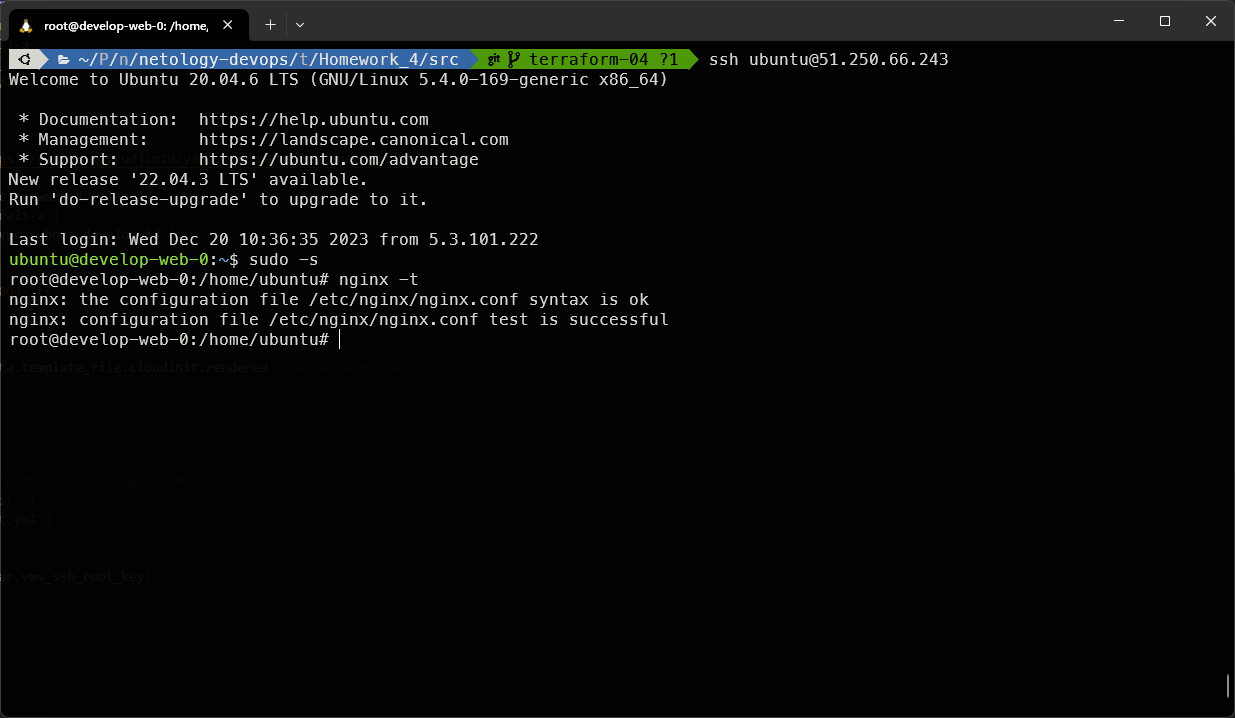 root@develop-web-0: /home,
~/P/n/netology-devops/t/Homework_4/src git terraform-04 ?1 ssh ubuntu@51.250.66.243
Welcome to Ubuntu 20.04.6 LTS (GNU/Linux 5.4.0-169-generic x86_64)
* Documentation: https://help.ubuntu.com
* Management: https://landscape.canonical.com
* Support: https://ubuntu.com/advantage
New release '22.04.3 LTS' available.
Run 'do-release-upgrade' to upgrade to it.
Last login: Wed Dec 20 10:36:35 2023 from 5.3.101.222
ubuntu@develop-web-0:~$ sudo -s
root@develop-web-0:/home/ubuntu# nginx -t
nginx: the configuration file /etc/nginx/nginx.conf syntax is ok
nginx: configuration file /etc/nginx/nginx.conf test is successful
root@develop-web-0:/home/ubuntu#
ta.template_file.cloudinit.rendered
vms_ssh_root_key